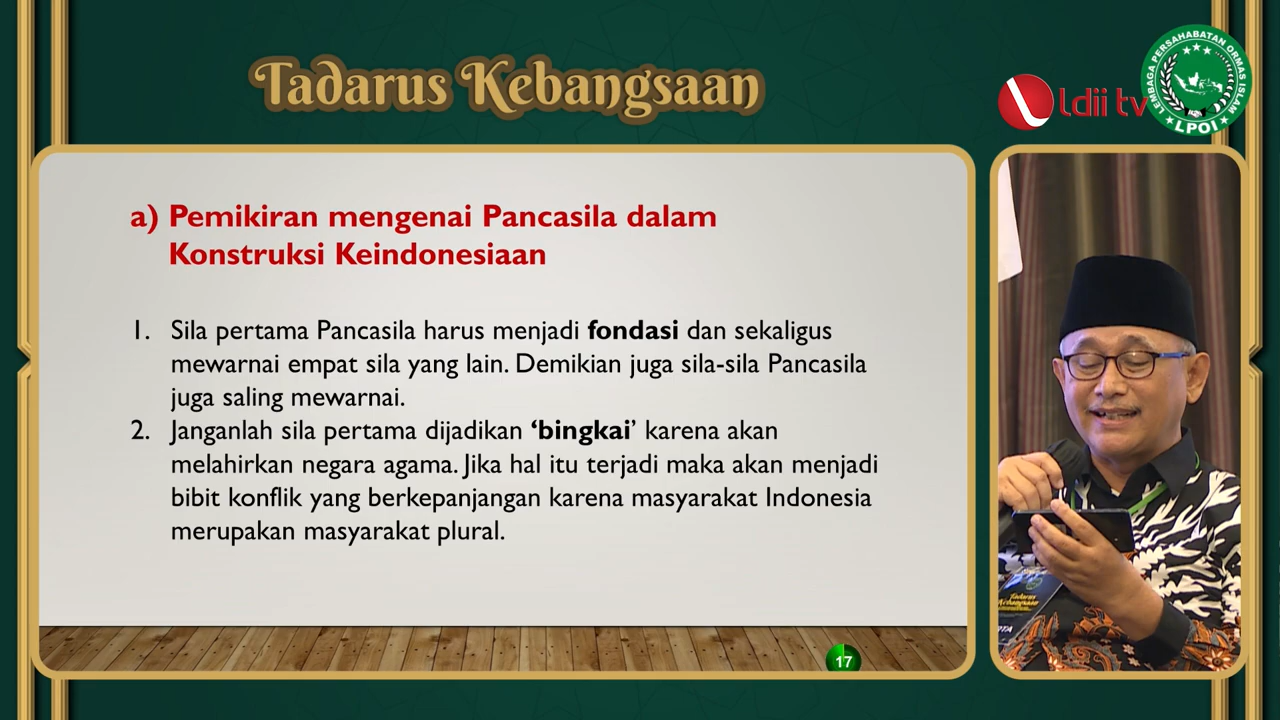 Tadarus Kebangsaan
ldii tv
LEMBAGA PERSAHABATAN ORMAS ISLAM
LPOI
a) Pemikiran mengenai Pancasila dalam
Konstruksi Keindonesiaan
1. Sila pertama Pancasila harus menjadi fondasi dan sekaligus
mewarnai empat sila yang lain. Demikian juga sila-sila Pancasila
juga saling mewarnai.
2. Janganlah sila pertama dijadikan ‘bingkai’ karena akan
melahirkan negara agama. Jika hal itu terjadi maka akan menjadi
bibit konflik yang berkepanjangan karena masyarakat Indonesia
merupakan masyarakat plural.
17
Tadarus
Kebangsaan